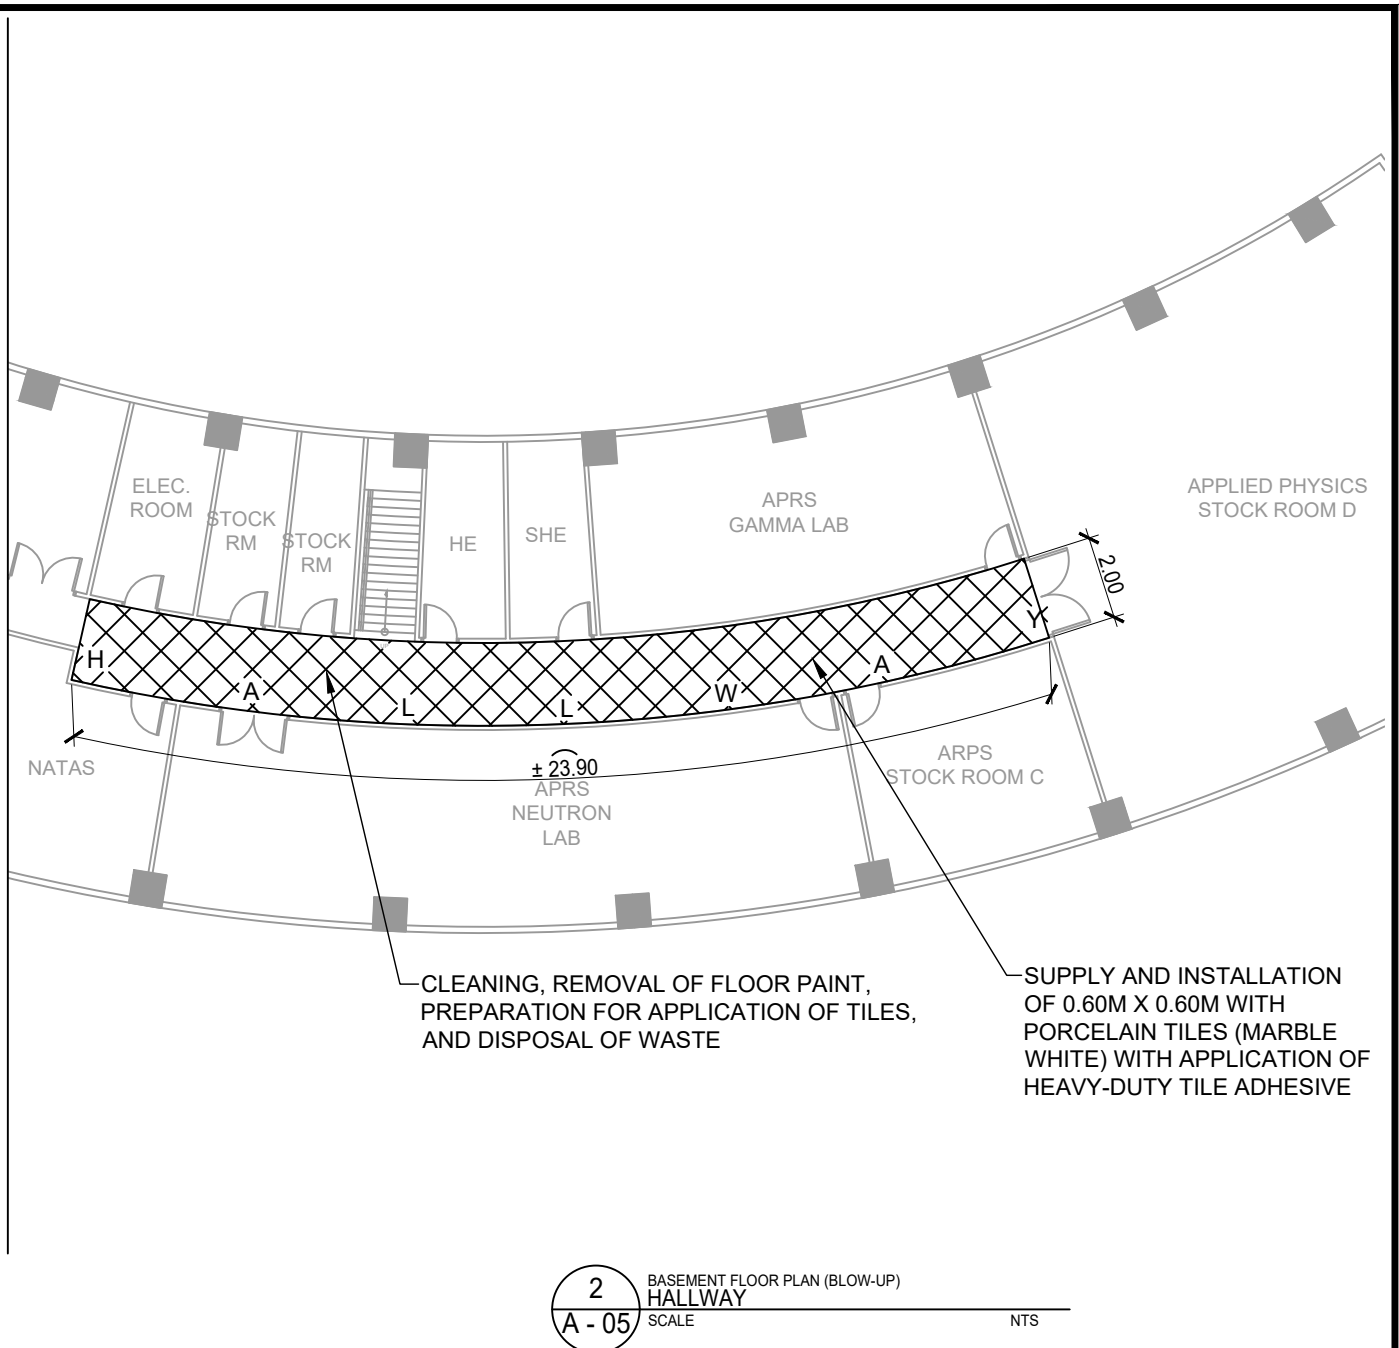 ELEC.
ROOM
STOCK
RM
STOCK
RM
HE
SHE
APRS
GAMMA LAB
APPLIED PHYSICS
STOCK ROOM D
2.00
H A L L W A Y
± 23.90
NATAS
APRS
NEUTRON
LAB
ARPS
STOCK ROOM C
CLEANING, REMOVAL OF FLOOR PAINT,
PREPARATION FOR APPLICATION OF TILES,
AND DISPOSAL OF WASTE
SUPPLY AND INSTALLATION
OF 0.60M X 0.60M WITH
PORCELAIN TILES (MARBLE
WHITE) WITH APPLICATION OF
HEAVY-DUTY TILE ADHESIVE
2
A - 05
BASEMENT FLOOR PLAN (BLOW-UP)
HALLWAY
SCALE NTS